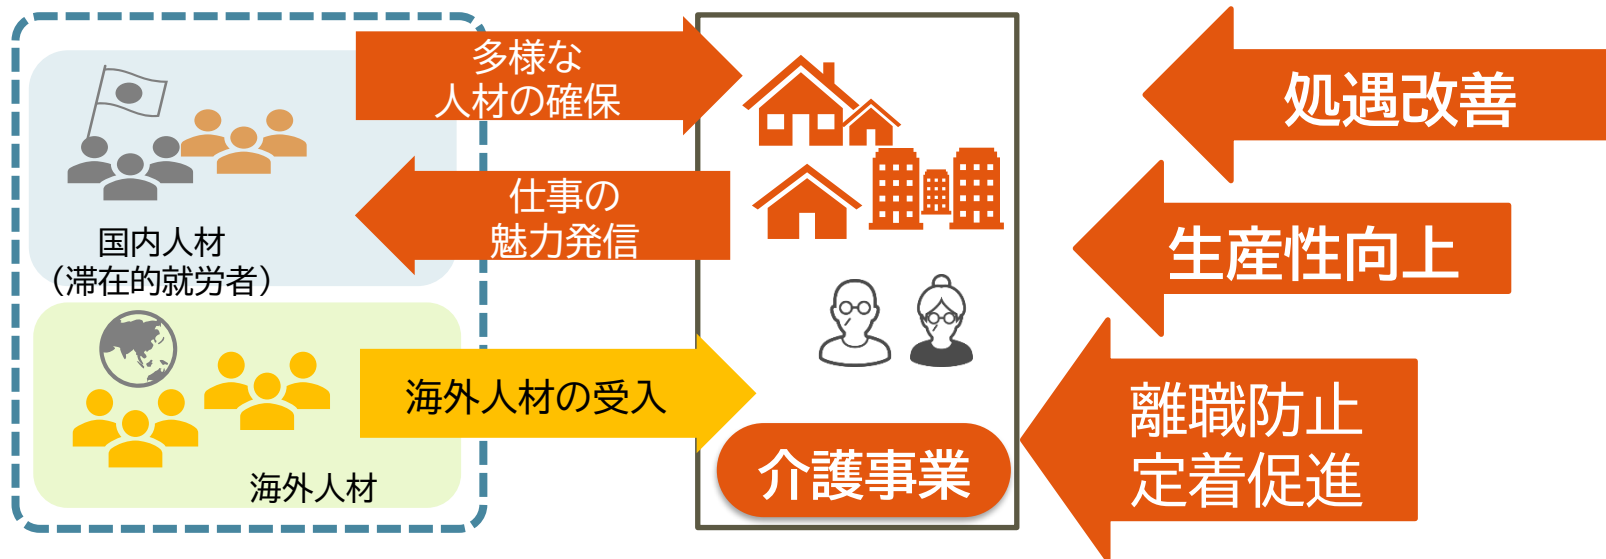 多様な
人材の確保
仕事の
魅力発信
国内人材
（滞在的就労者）
海外人材の受入
海外人材
介護事業
処遇改善
生産性向上
離職防止
定着促進